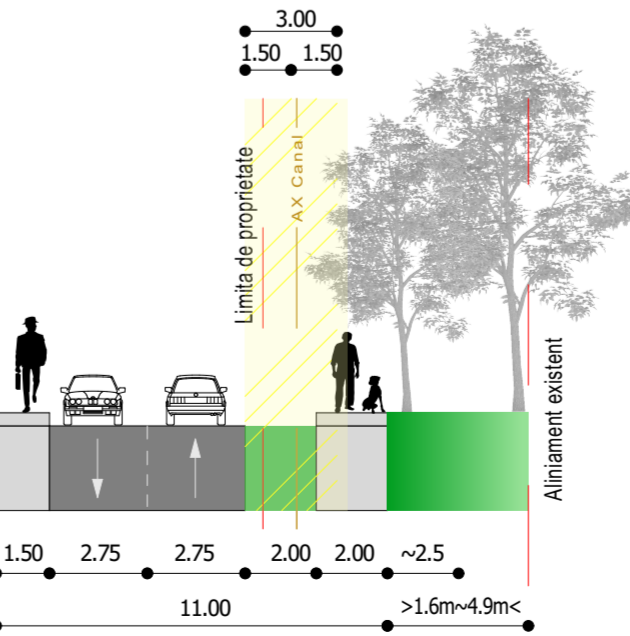 3.00
1.50 1.50
Limita de proprietate
AX Canal
Aliniament existent
1.50 2.75 2.75 2.00 2.00 ~2.5
11.00 >1.6m~4.9m<